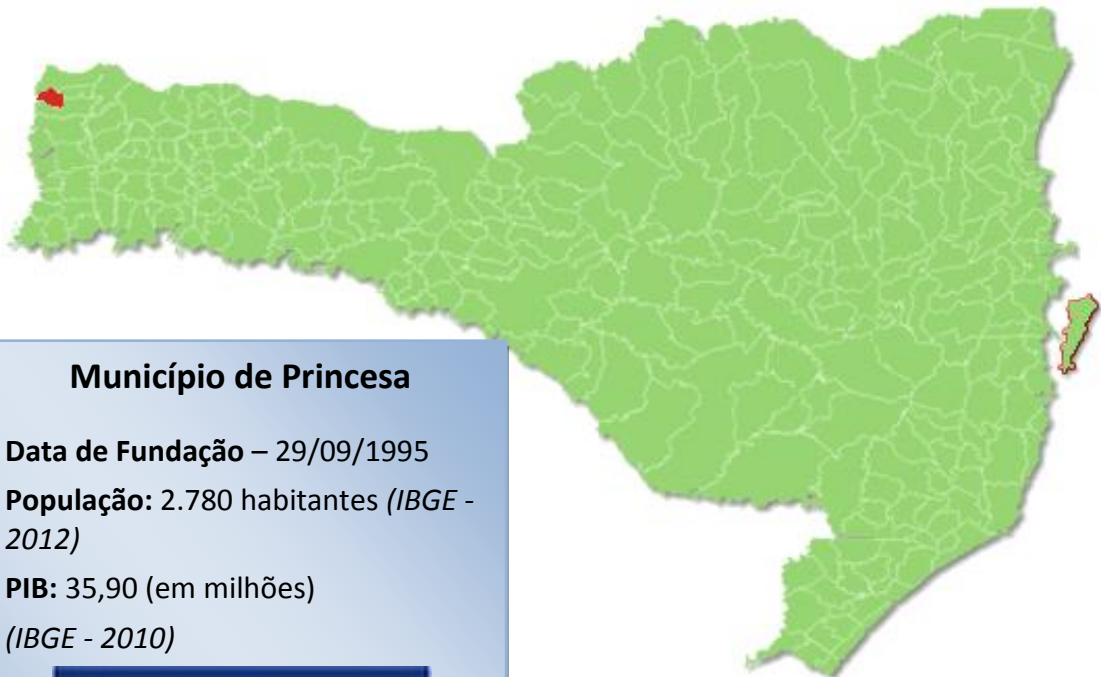 Município de Princesa
Data de Fundação – 29/09/1995
População: 2.780 habitantes (IBGE -
2012)
PIB: 35,90 (em milhões)
(IBGE - 2010)